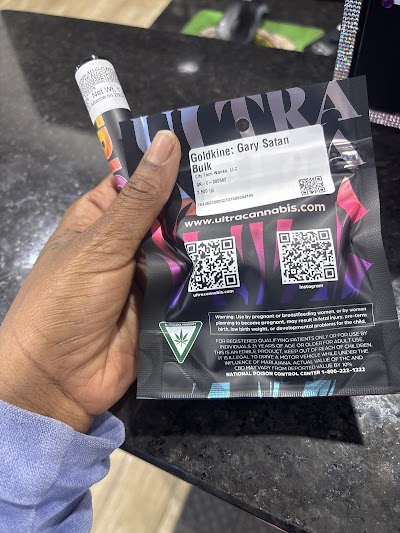 ULTRA
Goldkine: Gary Satan
Bulk
www.ultracannabis.com
ultracannabis.com
Instagram
Warning: Use by pregnant or breastfeeding women, or by women
planning to become pregnant, may result in fetal injury, pre-term
birth, low birth weight, or developmental problems for the child.
FOR REGISTERED QUALIFYING PATIENTS ONLY OR FOR USE BY
INDIVIDUALS 21 YEARS OF AGE OR OLDER FOR ADULT USE.
THIS IS AN EDIBLE PRODUCT, KEEP OUT OF REACH OF CHILDREN.
IT IS ILLEGAL TO DRIVE A MOTOR VEHICLE WHILE UNDER THE
INFLUENCE OF MARIJUANA. ACTUAL VALUE OF THC AND
CBD MAY VARY FROM REPORTED VALUE BY 10%.
NATIONAL POISON CONTROL CENTER 1-800-222-1222
Net Wt.